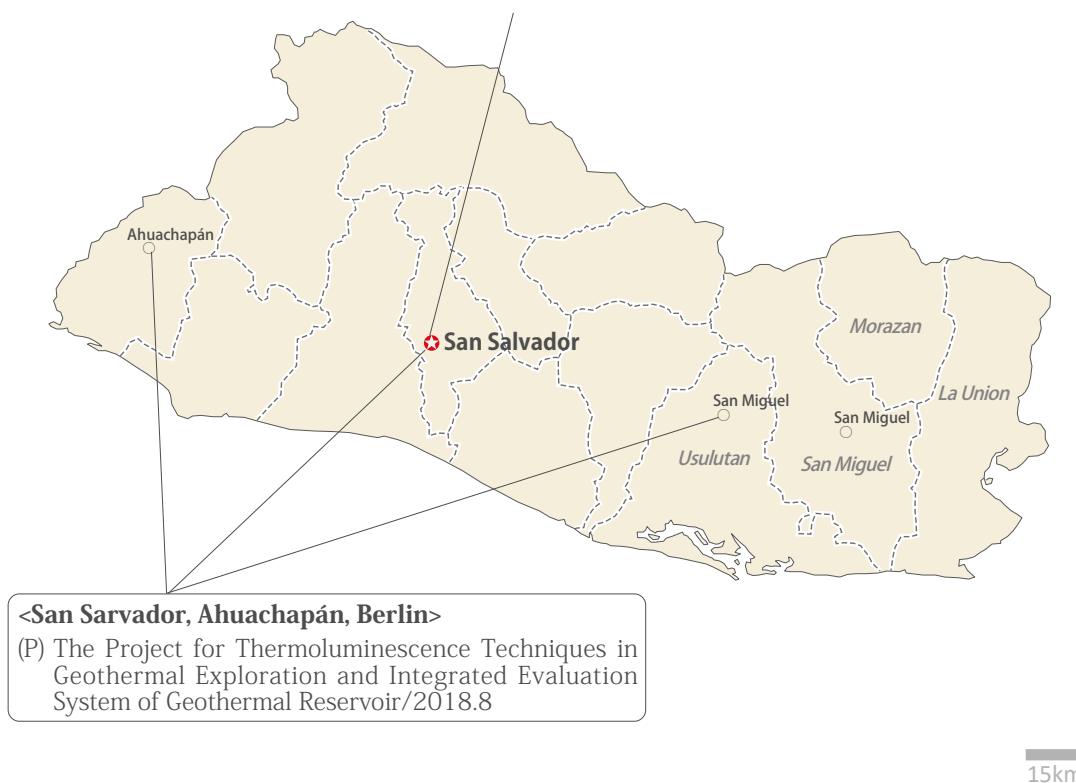 Ahuachapán
San Salvador
Morazan
La Union
San Miguel
San Miguel
Usulutan
San Miguel
<San Sarvador, Ahuachapán, Berlin>
(P) The Project for Thermoluminescence Techniques in
Geothermal Exploration and Integrated Evaluation
System of Geothermal Reservoir/2018.8
15km